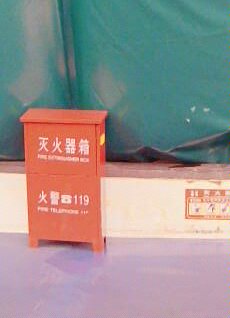 灭火器箱
FIRE EXTINGUISHER BOX
火警☎119
FIRE TELEPHONE 119